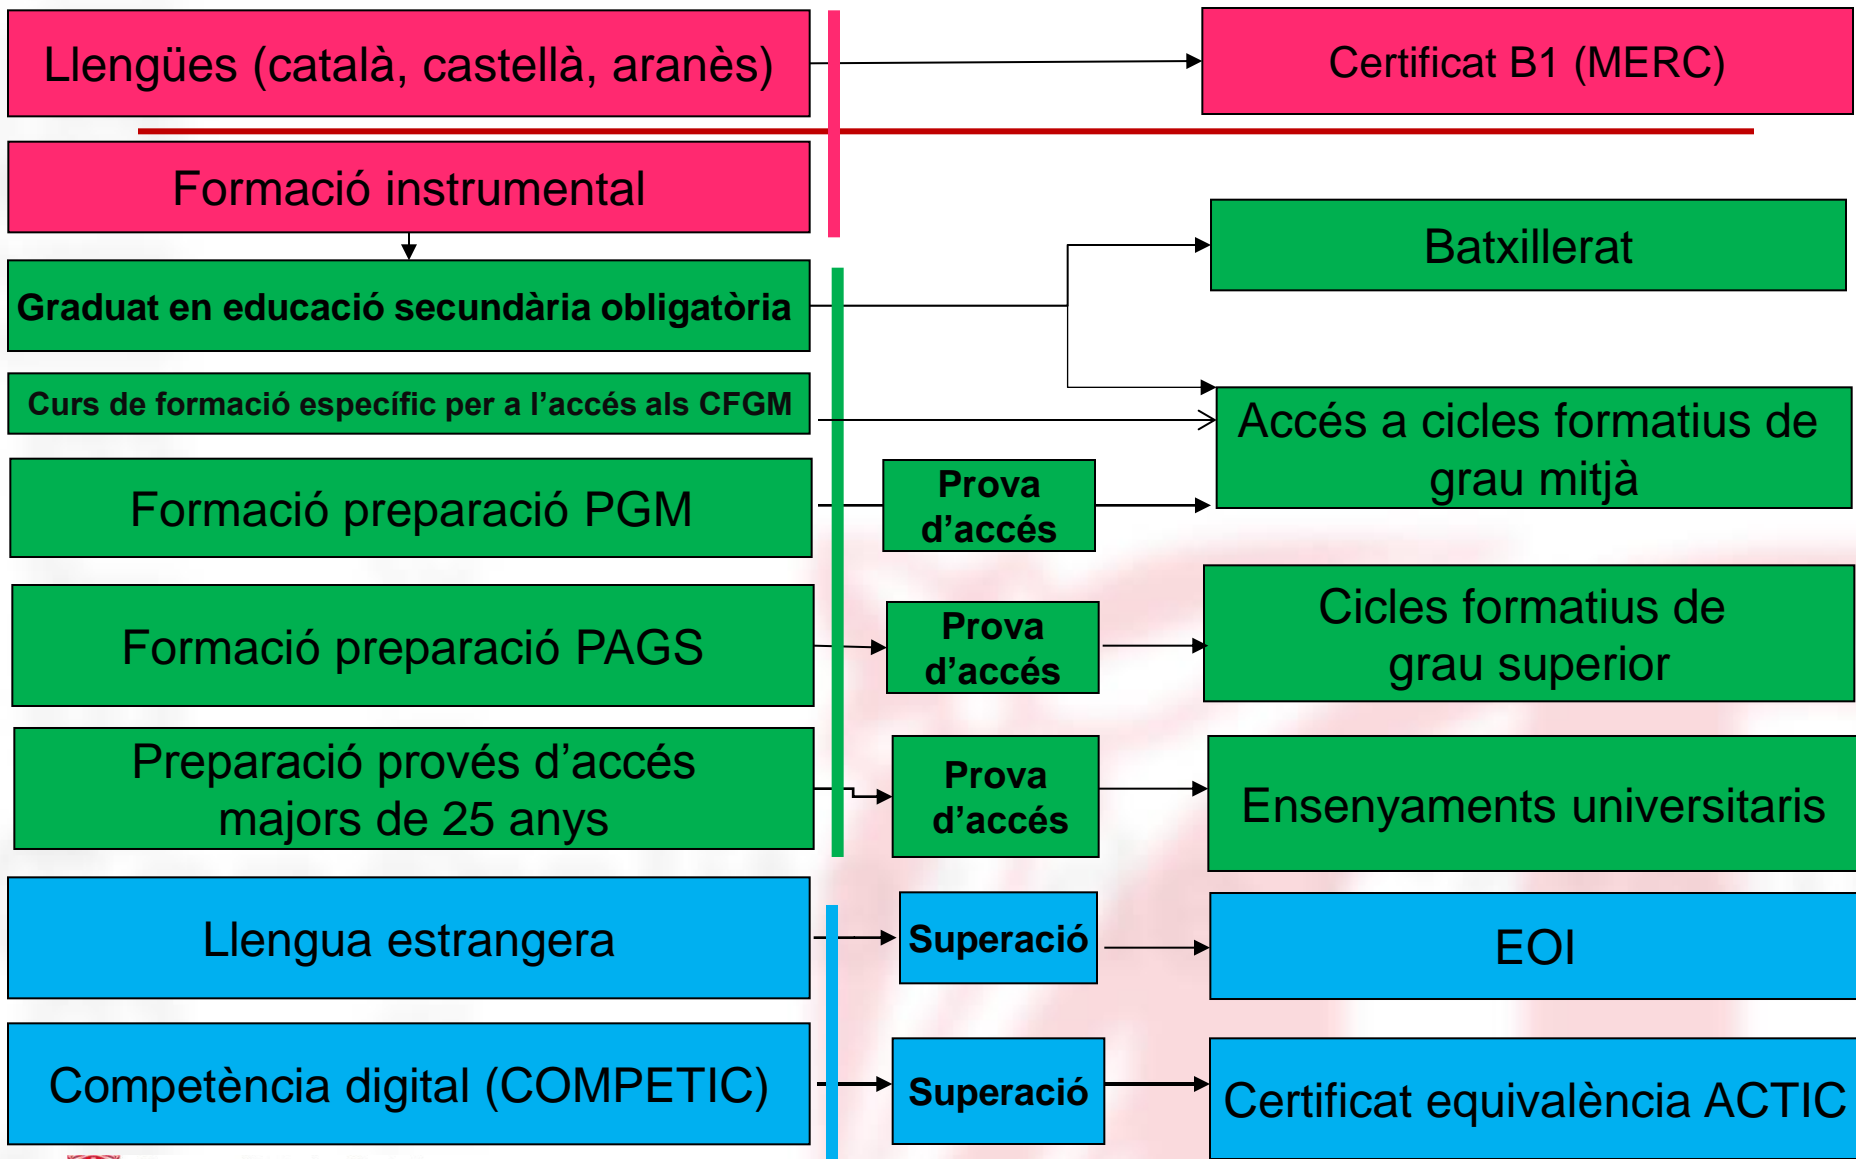 Llengües (català, castellà, aranès)
Certificat B1 (MERC)
Formació instrumental
Batxillerat
Graduat en educació secundària obligatòria
Curs de formació específic per a l’accés als CFGM
Accés a cicles formatius de
grau mitjà
Formació preparació PGM
Prova
d’accés
Formació preparació PAGS
Prova
d’accés
Cicles formatius de
grau superior
Preparació provés d’accés
majors de 25 anys
Prova
d’accés
Ensenyaments universitaris
Llengua estrangera
Superació
EOI
Competència digital (COMPETIC)
Superació
Certificat equivalència ACTIC